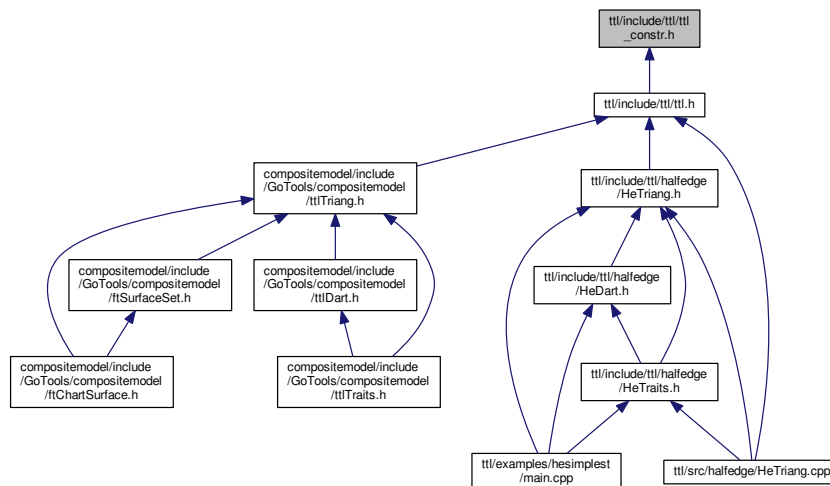 ttl/include/ttl/ttl
_constr.h
ttl/include/ttl/ttl.h
compositemodel/include
/GoTools/compositemodel
/ttlTriang.h
ttl/include/ttl/halfedge
/HeTriang.h
compositemodel/include
/GoTools/compositemodel
/ftSurfaceSet.h
compositemodel/include
/GoTools/compositemodel
/ttlDart.h
ttl/include/ttl/halfedge
/HeDart.h
compositemodel/include
/GoTools/compositemodel
/ftChartSurface.h
compositemodel/include
/GoTools/compositemodel
/ttlTraits.h
ttl/include/ttl/halfedge
/HeTraits.h
ttl/examples/hesimplest
/main.cpp
ttl/src/halfedge/HeTriang.cpp